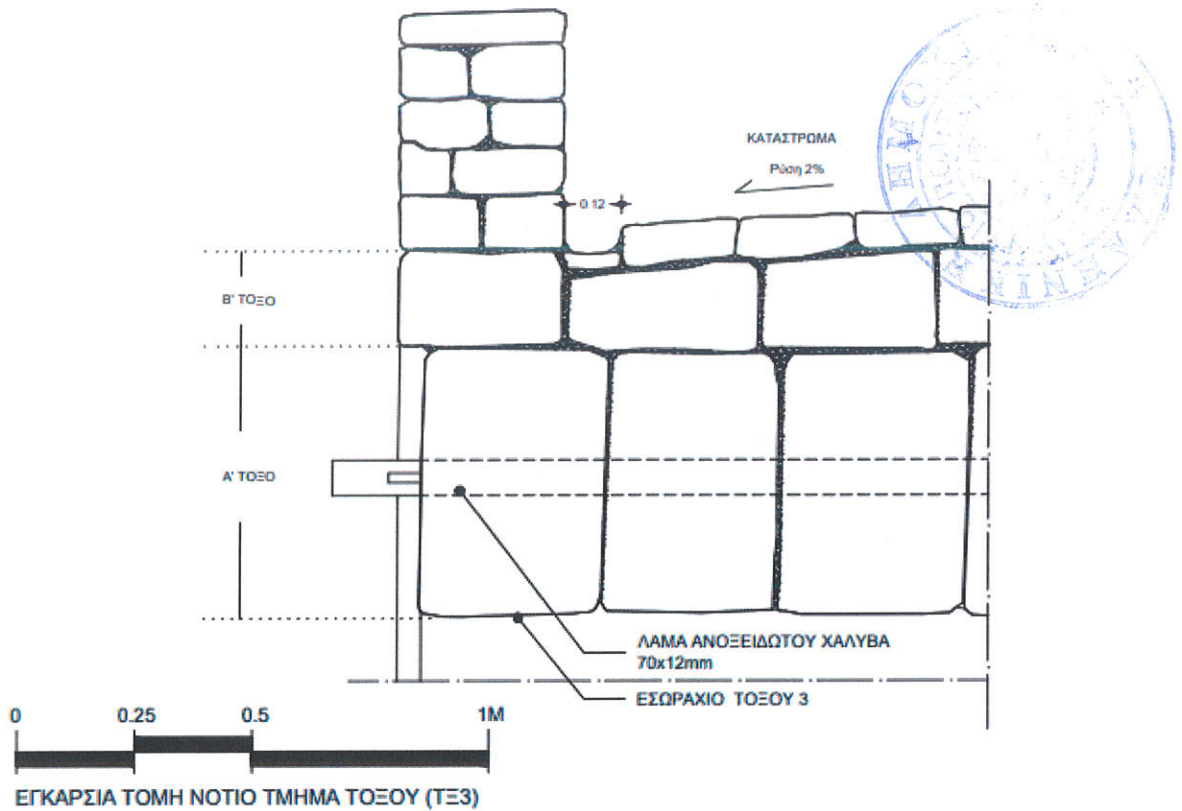 ΚΑΤΑΣΤΡΩΜΑ
Ρύση 2%
0.12
Β' ΤΟΞΟ
Α' ΤΟΞΟ
ΛΑΜΑ ΑΝΟΞΕΙΔΩΤΟΥ ΧΑΛΥΒΑ
70x12mm
ΕΣΩΡΑΧΙΟ ΤΟΞΟΥ 3
0 0.25 0.5 1M
ΕΓΚΑΡΣΙΑ ΤΟΜΗ ΝΟΤΙΟ ΤΜΗΜΑ ΤΟΞΟΥ (ΤΞ3)
ΔΗΜΟΣ